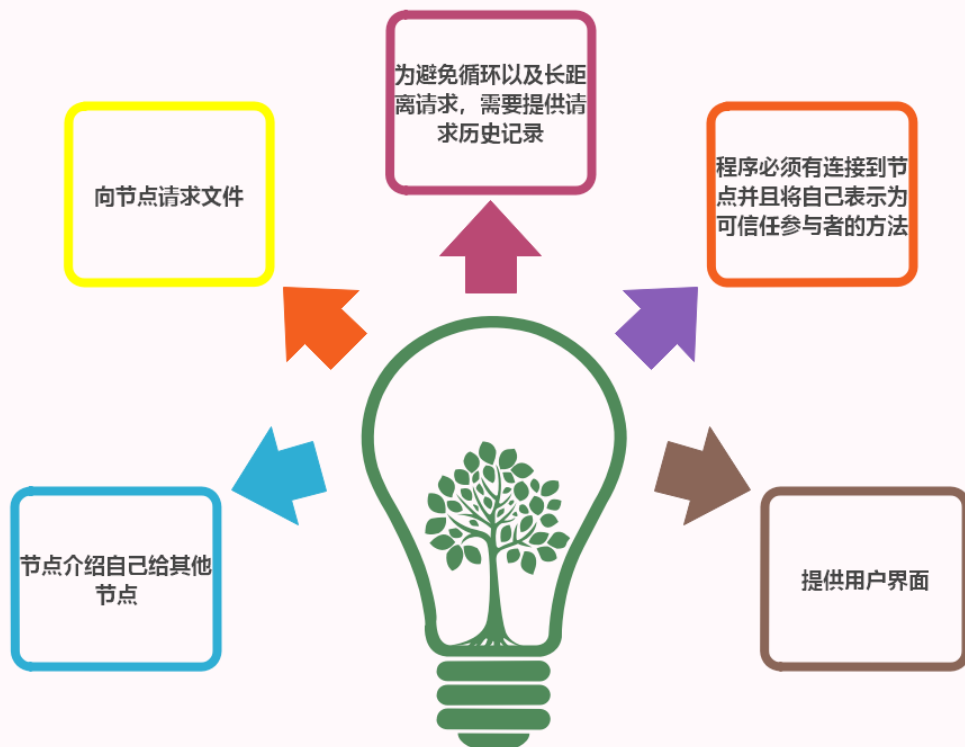 为避免循环以及长距
离请求，需要提供请
求历史记录
向节点请求文件
程序必须有连接到节
点并且将自己表示为
可信任参与者的方法
节点介绍自己给其他
节点
提供用户界面